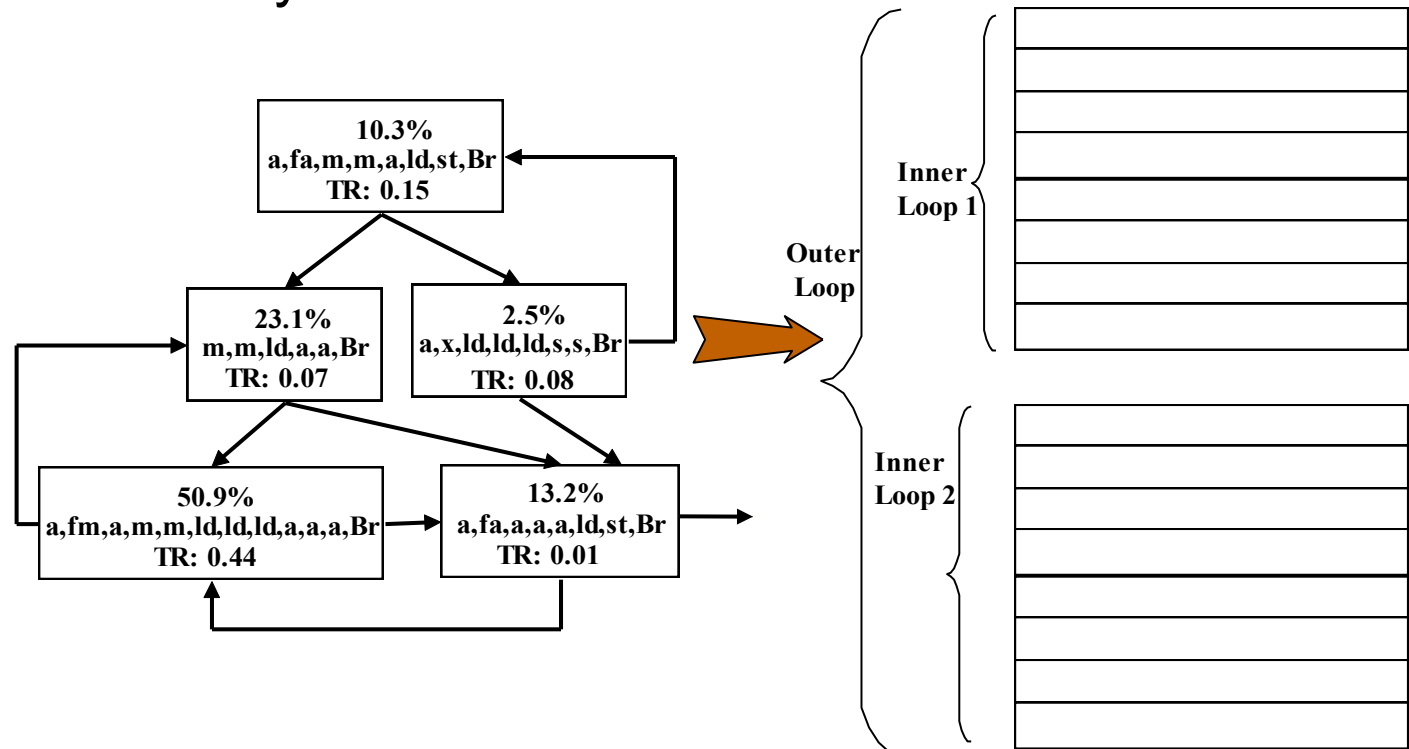 y
10.3%
a,fa,m,m,a,ld,st,Br
TR: 0.15
23.1%
m,m,ld,a,a,Br
TR: 0.07
2.5%
a,x,ld,ld,ld,s,s,Br
TR: 0.08
50.9%
a,fm,a,m,m,ld,ld,ld,a,a,a,Br
TR: 0.44
13.2%
a,fa,a,a,a,ld,st,Br
TR: 0.01
Outer
Loop
Inner
Loop 1
Inner
Loop 2